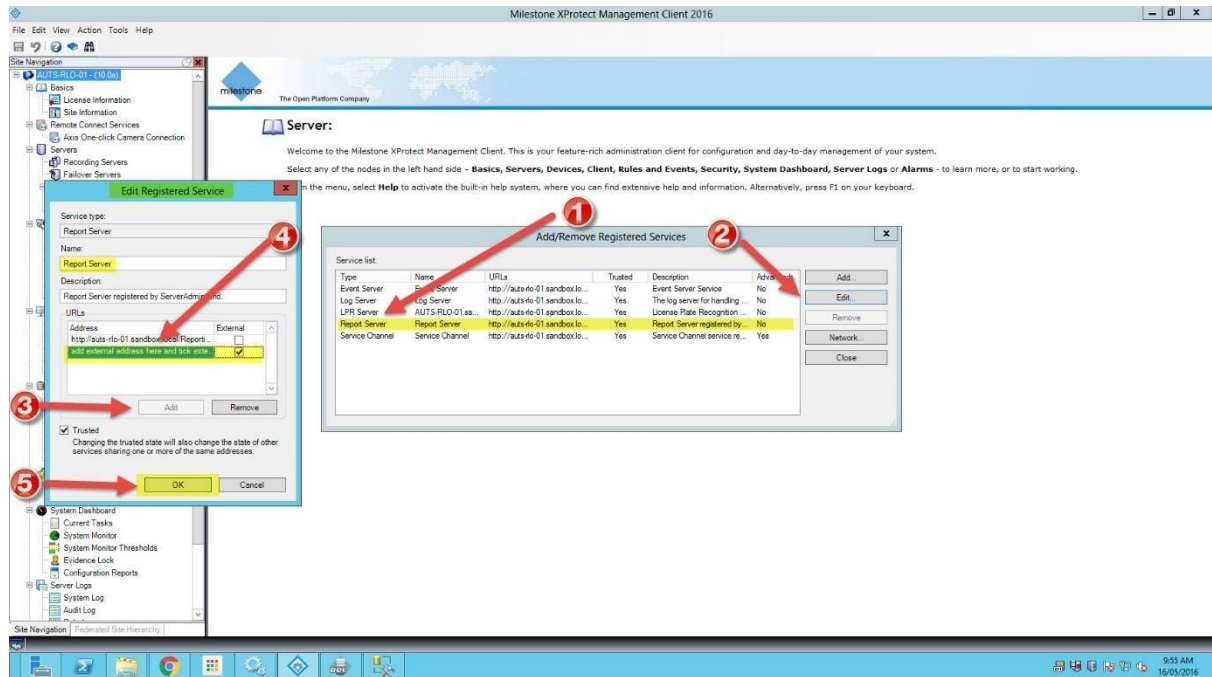 Milestone XProtect Management Client 2016
File Edit View Action Tools Help
Site Navigation
AUTS-RLO-01 - (10.0a)
Basics
License Information
Site Information
Remote Connect Services
Axis One-click Camera Connection
Servers
Recording Servers
Failover Servers
milestone
The Open Platform Company
Server:
Welcome to the Milestone XProtect Management Client. This is your feature-rich administration client for configuration and day-to-day management of your system.
Select any of the nodes in the left hand side – Basics, Servers, Devices, Client, Rules and Events, Security, System Dashboard, Server Logs or Alarms - to learn more, or to start working.
the menu, select Help to activate the built-in help system, where you can find extensive help and information. Alternatively, press F1 on your keyboard.
Edit Registered Service
x
Service type:
Report Server
Name:
Report Server
Description:
Report Server registered by
URLs
Address External
http://auts-rlo-01.sandbox.local.Reporti...
add external address here and tick exte...
Add Remove
Trusted
Changing the trusted state will also change the state of other
services sharing one or more of the same addresses.
OK Cancel
1
2
3
4
5
Add/Remove Registered Services
x
Service list:
Type Name URLs Trusted Description
Event Server Server http://auts-rlo-01.sandbox.lo... Yes Event Server Service No
Log Server Log Server http://auts-rlo-01.sandbox.lo... Yes The log server for handling ... No
LPR Server AUTS-RLO-01.sa... http://auts-rlo-01.sandbox.lo... Yes License Plate Recognition ... No
Report Server Report Server http://auts-rlo-01.sandbox.lo... Yes Report Server registered by... No
Service Channel Service Channel http://auts-rlo-01.sandbox.lo... Yes Service Channel service re... Yes
Add...
Edit...
Remove
Network...
Close
System Dashboard
Current Tasks
System Monitor
System Monitor Thresholds
Evidence Lock
Configuration Reports
Server Logs
System Log
Audit Log
Site Navigation Federated Site Hierarchy
9:55 AM
16/05/2016